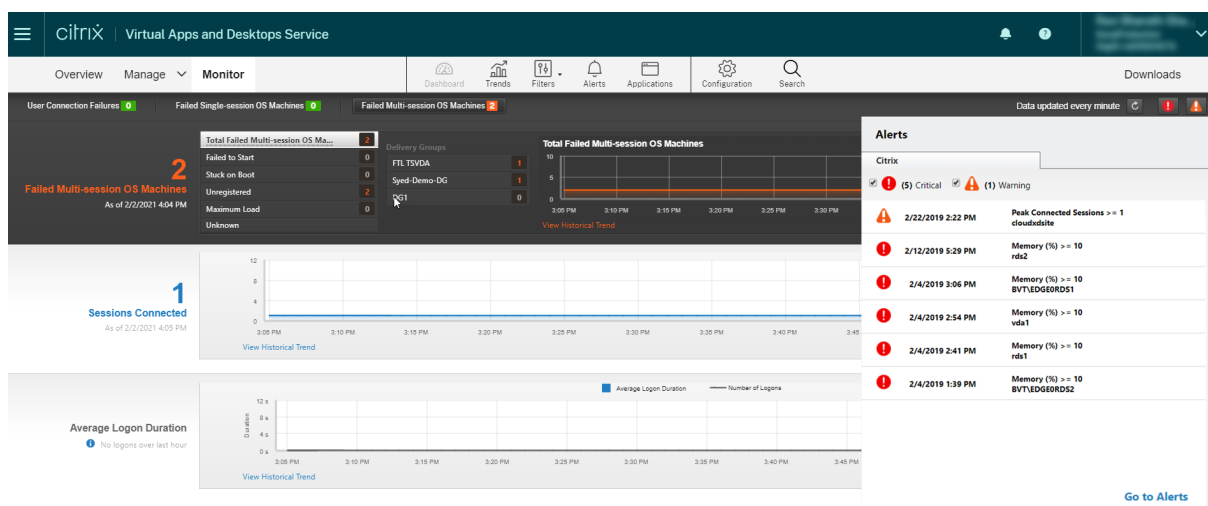 citrix | Virtual Apps and Desktops Service
Overview Manage Monitor Dashboard Trends Filters Alerts Applications Configuration Search Downloads
User Connection Failures 0 Failed Single-session OS Machines 0 Failed Multi-session OS Machines 2 Data updated every minute
2
Failed Multi-session OS Machines
As of 2/2/2021 4:04 PM
Total Failed Multi-session OS Ma... 2
Failed to Start 0
Stuck on Boot 0
Unregistered 2
Maximum Load 0
Unknown
Delivery Groups
FTL TSVDA 1
Syed-Demo-DG 1
DG1 0
Total Failed Multi-session OS Machines
10
5
0
3:05 PM 3:10 PM 3:15 PM 3:20 PM 3:25 PM 3:30 PM
View Historical Trend
1
Sessions Connected
As of 2/2/2021 4:05 PM
12
8
4
0
3:05 PM 3:10 PM 3:15 PM 3:20 PM 3:25 PM 3:30 PM 3:35 PM 3:40 PM 3:45
View Historical Trend
Average Logon Duration
No logons over last hour
Average Logon Duration Number of Logons
Duration
12 s
8 s
4 s
0 s
3:05 PM 3:10 PM 3:15 PM 3:20 PM 3:25 PM 3:30 PM 3:35 PM 3:40 PM 3:45 PM
View Historical Trend
Alerts
Citrix
(5) Critical (1) Warning
2/22/2019 2:22 PM Peak Connected Sessions >= 1
cloudxdsite
2/12/2019 5:29 PM Memory (%) >= 10
rds2
2/4/2019 3:06 PM Memory (%) >= 10
BVT\EDGE0RDS1
2/4/2019 2:54 PM Memory (%) >= 10
vda1
2/4/2019 2:41 PM Memory (%) >= 10
rds1
2/4/2019 1:39 PM Memory (%) >= 10
BVT\EDGE0RDS2
Go to Alerts